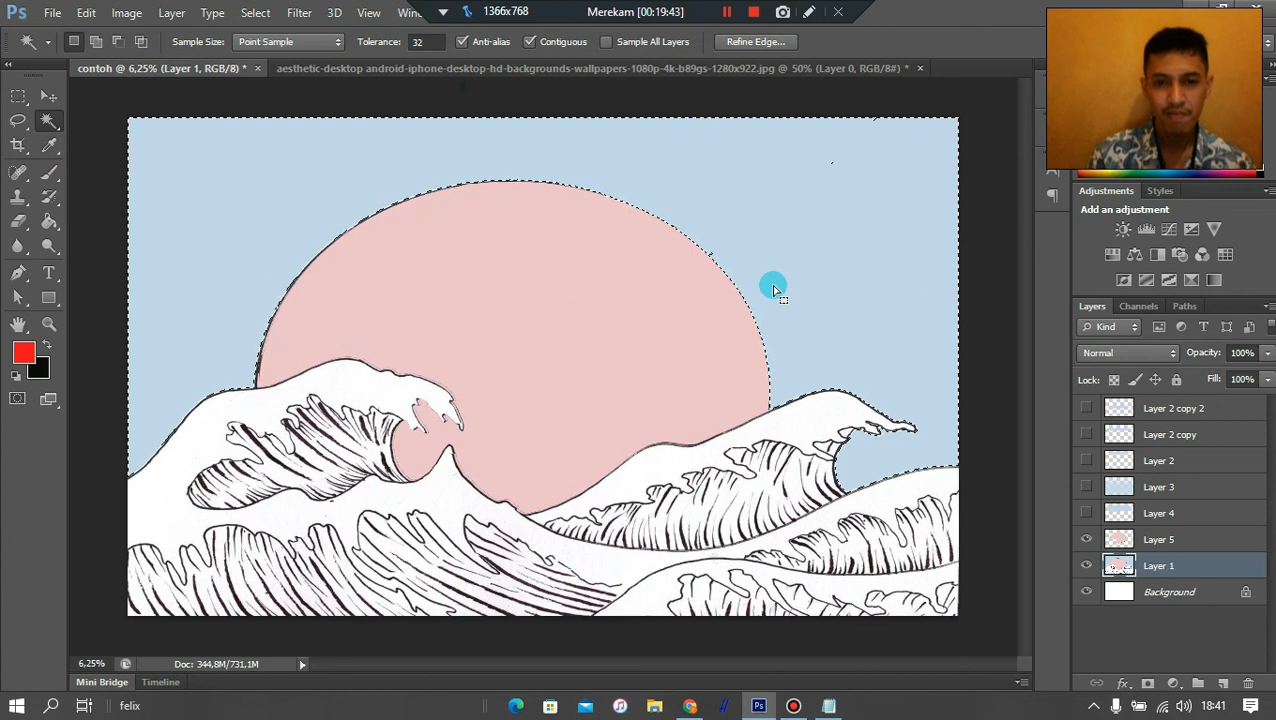 Ps File Edit Image Layer Type Select Filter 3D View
1366x768 Merekam (00:19:43)
Sample Size: Point Sample Tolerance: 32 Anti-alias Contiguous Sample All Layers Refine Edge...
contoh @ 6,25% (Layer 1, RGB/8) * ×
aesthetic-desktop android-iphone-desktop-hd-backgrounds-wallpapers-1080p-4k-b89gs-1280x922.jpg @ 50% (Layer 0, RGB/8#) * ×
Adjustments Styles
Add an adjustment
Layers Channels Paths
Kind
Normal Opacity: 100%
Lock: Fill: 100%
Layer 2 copy 2
Layer 2 copy
Layer 2
Layer 3
Layer 4
Layer 5
Layer 1
Background
6,25% Doc: 344,8M/731,1M
Mini Bridge Timeline
felix Ps 18:41